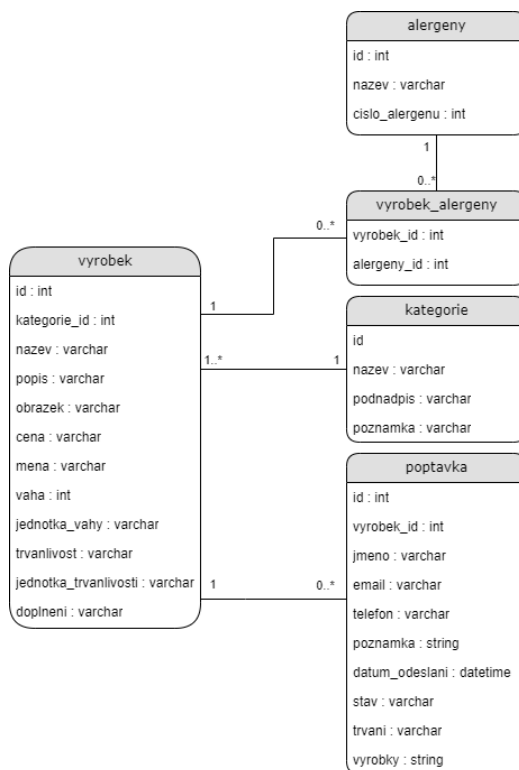 alergeny
id : int
nazev : varchar
cislo_alergenu : int
1
0..*
vyrobek_alergeny
vyrobek_id : int
alergeny_id : int
0..*
1
vyrobek
id : int
kategorie_id : int
nazev : varchar
popis : varchar
obrazek : varchar
cena : varchar
mena : varchar
vaha : int
jednotka_vahy : varchar
trvanlivost : varchar
jednotka_trvanlivosti : varchar
doplneni : varchar
1..*
1
kategorie
id
nazev : varchar
podnadpis : varchar
poznamka : varchar
1
0..*
poptavka
id : int
vyrobek_id : int
jmeno : varchar
email : varchar
telefon : varchar
poznamka : string
datum_odeslani : datetime
stav : varchar
trvani : varchar
vyrobky : string